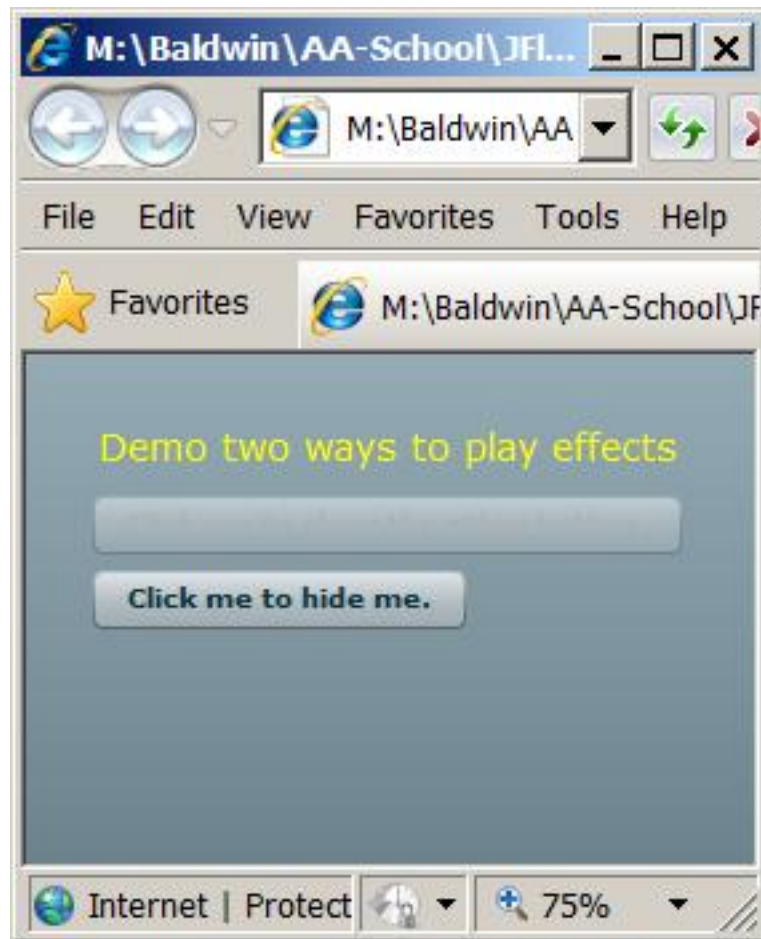 M:\Baldwin\AA-School\JFl...
M:\Baldwin\AA
File Edit View Favorites Tools Help
Favorites
M:\Baldwin\AA-School\JF
Demo two ways to play effects
Click me to hide me.
Internet | Protect
75%